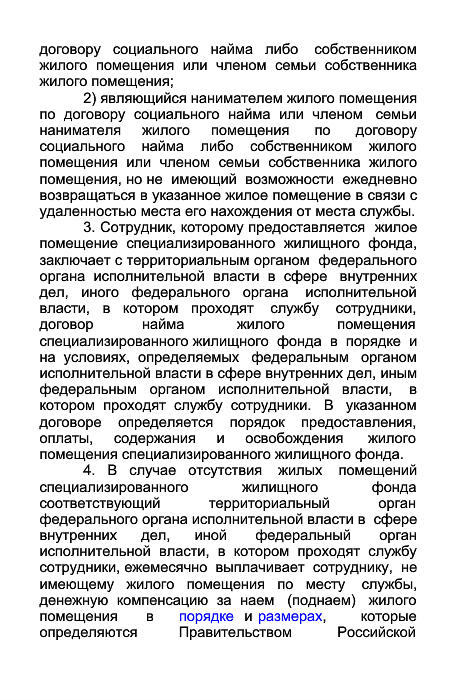 договору социального найма либо собственником
жилого помещения или членом семьи собственника
жилого помещения;
2) являющийся нанимателем жилого помещения
по договору социального найма или членом семьи
нанимателя жилого помещения по договору
социального найма либо собственником жилого
помещения или членом семьи собственника жилого
помещения, но не имеющий возможности ежедневно
возвращаться в указанное жилое помещение в связи с
удаленностью места его нахождения от места службы.
3. Сотрудник, которому предоставляется жилое
помещение специализированного жилищного фонда,
заключает с территориальным органом федерального
органа исполнительной власти в сфере внутренних
дел, иного федерального органа исполнительной
власти, в котором проходят службу сотрудники,
договор найма жилого помещения
специализированного жилищного фонда в порядке и
на условиях, определяемых федеральным органом
исполнительной власти в сфере внутренних дел, иным
федеральным органом исполнительной власти, в
котором проходят службу сотрудники. В указанном
договоре определяется порядок предоставления,
оплаты, содержания и освобождения жилого
помещения специализированного жилищного фонда.
4. В случае отсутствия жилых помещений
специализированного жилищного фонда
соответствующий территориальный орган
федерального органа исполнительной власти в сфере
внутренних дел, иной федеральный орган
исполнительной власти, в котором проходят службу
сотрудники, ежемесячно выплачивает сотруднику, не
имеющему жилого помещения по месту службы,
денежную компенсацию за наем (поднаем) жилого
помещения в порядке и размерах, которые
определяются Правительством Российской